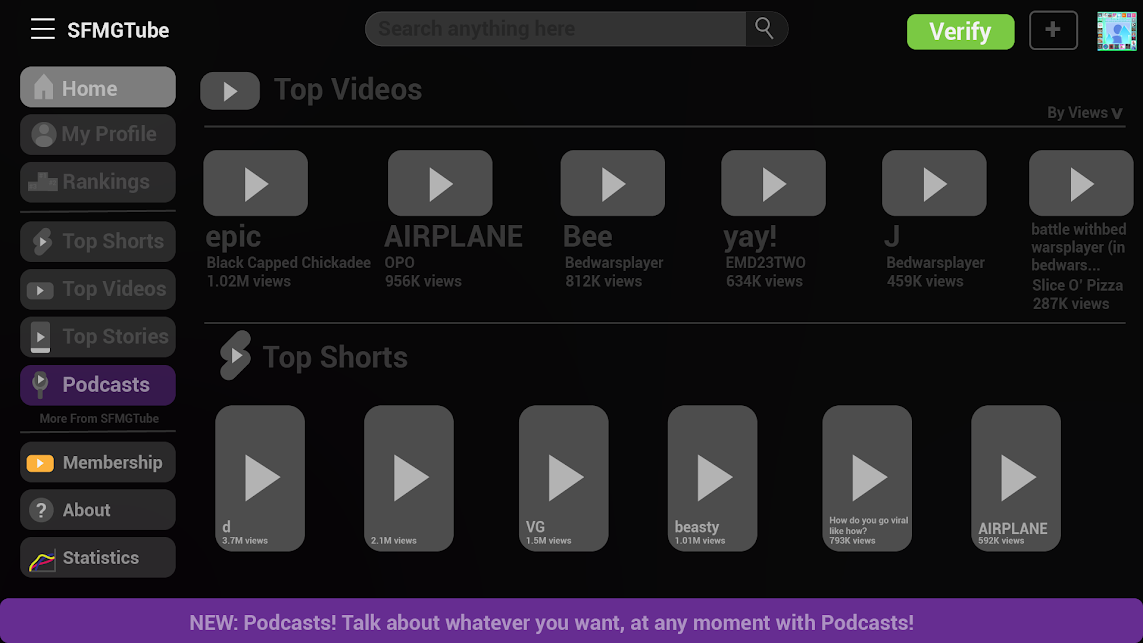 SFMGTube
Search anything here
Verify
+
Home
My Profile
Rankings
Top Shorts
Top Videos
Top Stories
Podcasts
More From SFMGTube
Membership
? About
Statistics
Top Videos
By Views v
epic
Black Capped Chickadee
1.02M views
AIRPLANE
OPO
956K views
Bee
Bedwarsplayer
812K views
yay!
EMD23TWO
634K views
J
Bedwarsplayer
459K views
battle withbed
warsplayer (in
bedwars...
Slice O' Pizza
287K views
Top Shorts
d
3.7M views
2.1M views
VG
1.5M views
beasty
1.01M views
How do you go viral
like how?
793K views
AIRPLANE
592K views
NEW: Podcasts! Talk about whatever you want, at any moment with Podcasts!